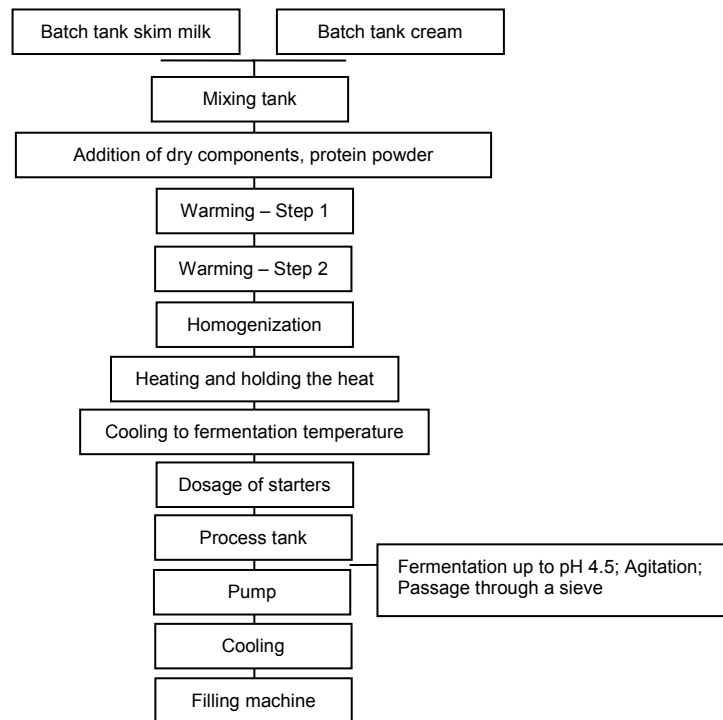 Batch tank skim milk
Batch tank cream
Mixing tank
Addition of dry components, protein powder
Warming – Step 1
Warming – Step 2
Homogenization
Heating and holding the heat
Cooling to fermentation temperature
Dosage of starters
Process tank
Fermentation up to pH 4.5; Agitation;
Passage through a sieve
Pump
Cooling
Filling machine